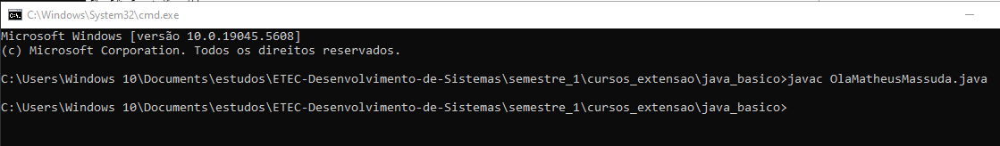 C:\Windows\System32\cmd.exe
Microsoft Windows [versão 10.0.19045.5608]
(c) Microsoft Corporation. Todos os direitos reservados.
C:\Users\Windows 10\Documents\estudos\ETEC-Desenvolvimento-de-Sistemas\semestre_1\cursos_extensao\java_basico>javac OlaMatheusMassuda.java
C:\Users\Windows 10\Documents\estudos\ETEC-Desenvolvimento-de-Sistemas\semestre_1\cursos_extensao\java_basico>